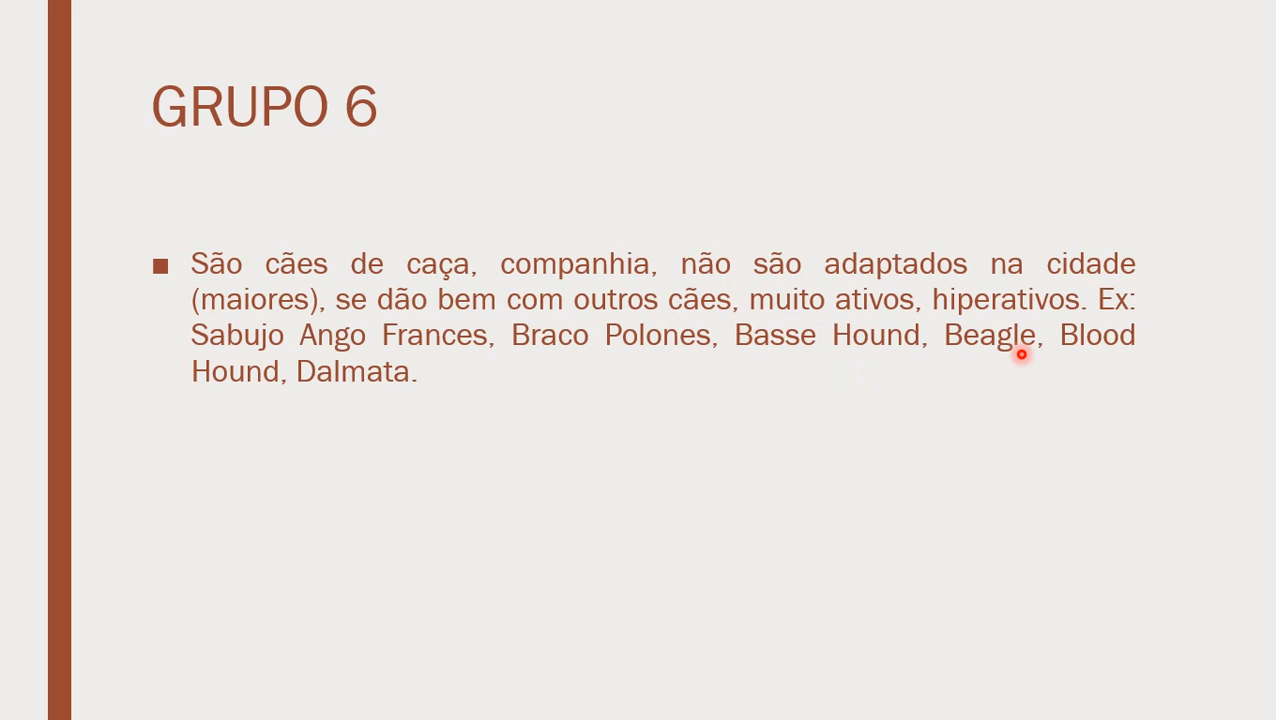 GRUPO 6
■ São cães de caça, companhia, não são adaptados na cidade
(maiores), se dão bem com outros cães, muito ativos, hiperativos. Ex:
Sabujo Ango Frances, Braco Polones, Basse Hound, Beagle, Blood
Hound, Dalmata.